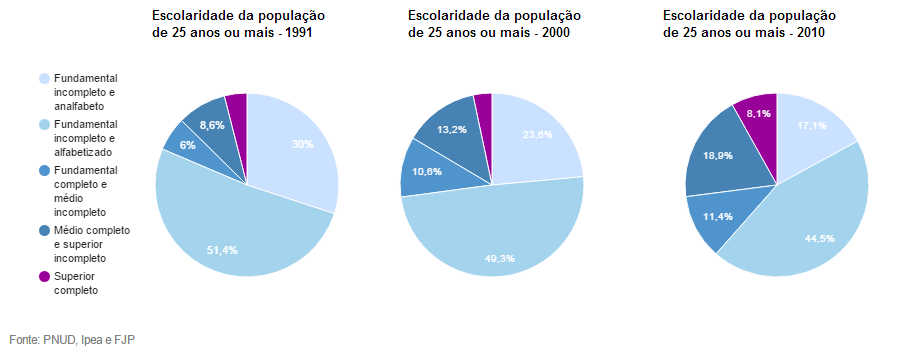 Escolaridade da população
de 25 anos ou mais - 1991
Escolaridade da população
de 25 anos ou mais - 2000
Escolaridade da população
de 25 anos ou mais - 2010
Fundamental
incompleto e
analfabeto
Fundamental
incompleto e
alfabetizado
Fundamental
completo e
médio
incompleto
Médio completo
e superior
incompleto
Superior
completo
30%
51,4%
6%
8,6%
23,6%
49,3%
10,6%
13,2%
17,1%
44,5%
11,4%
18,9%
8,1%
Fonte: PNUD, Ipea e FJP